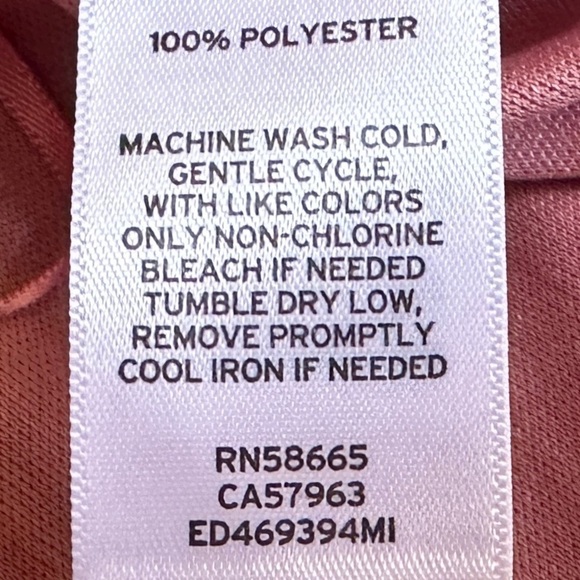 100% POLYESTER
MACHINE WASH COLD,
GENTLE CYCLE,
WITH LIKE COLORS
ONLY NON-CHLORINE
BLEACH IF NEEDED
TUMBLE DRY LOW,
REMOVE PROMPTLY
COOL IRON IF NEEDED
RN58665
CA57963
ED469394MI